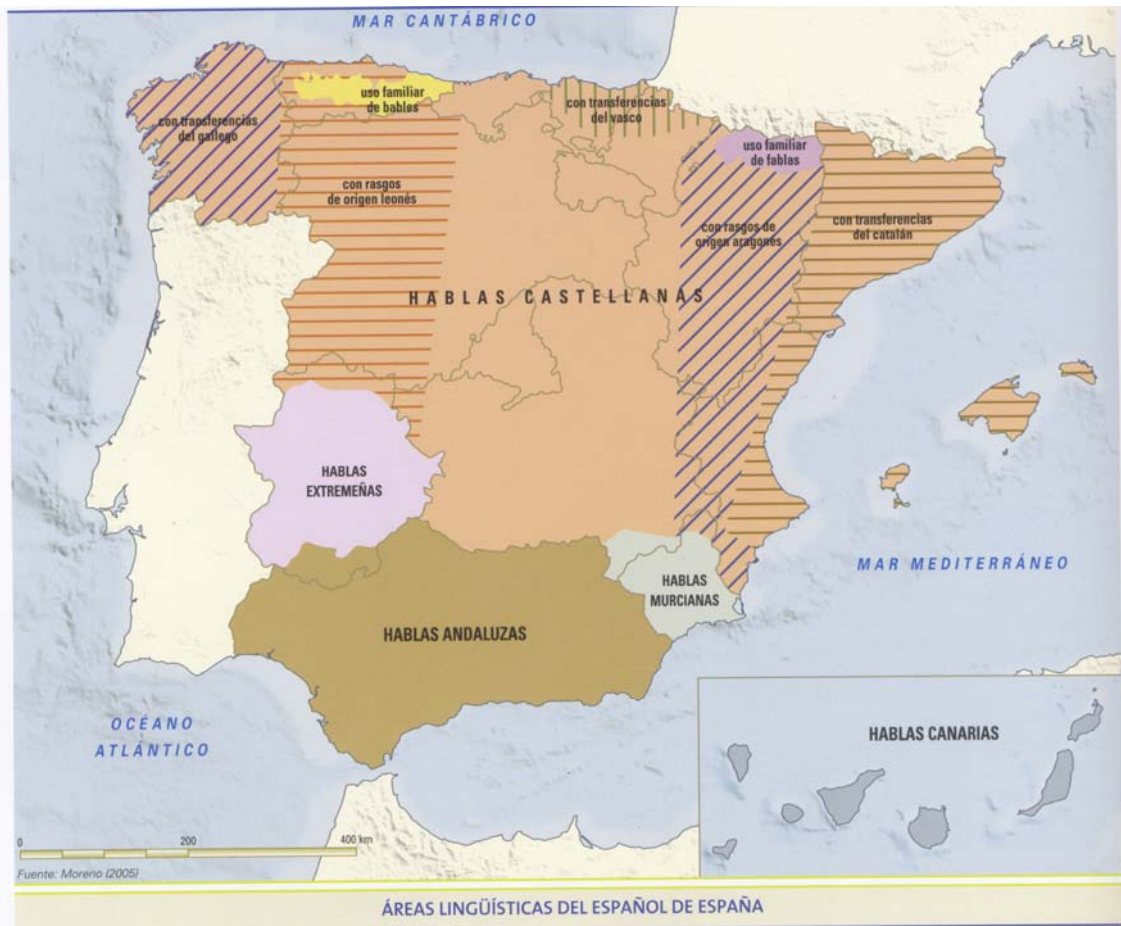 MAR CANTÁBRICO
uso familiar
de bables
con transferencias
del gallego
con transferencias
del vasco
uso familiar
de fablas
con rasgos
de origen leonés
con rasgos de
origen aragonés
con transferencias
del catalán
HABLAS CASTELLANAS
HABLAS
EXTREMEÑAS
MAR MEDITERRÁNEO
HABLAS
MURCIANAS
HABLAS ANDALUZAS
OCÉANO
ATLÁNTICO
HABLAS CANARIAS
0 200 400 km
Fuente: Moreno (2005)
ÁREAS LINGÜÍSTICAS DEL ESPAÑOL DE ESPAÑA